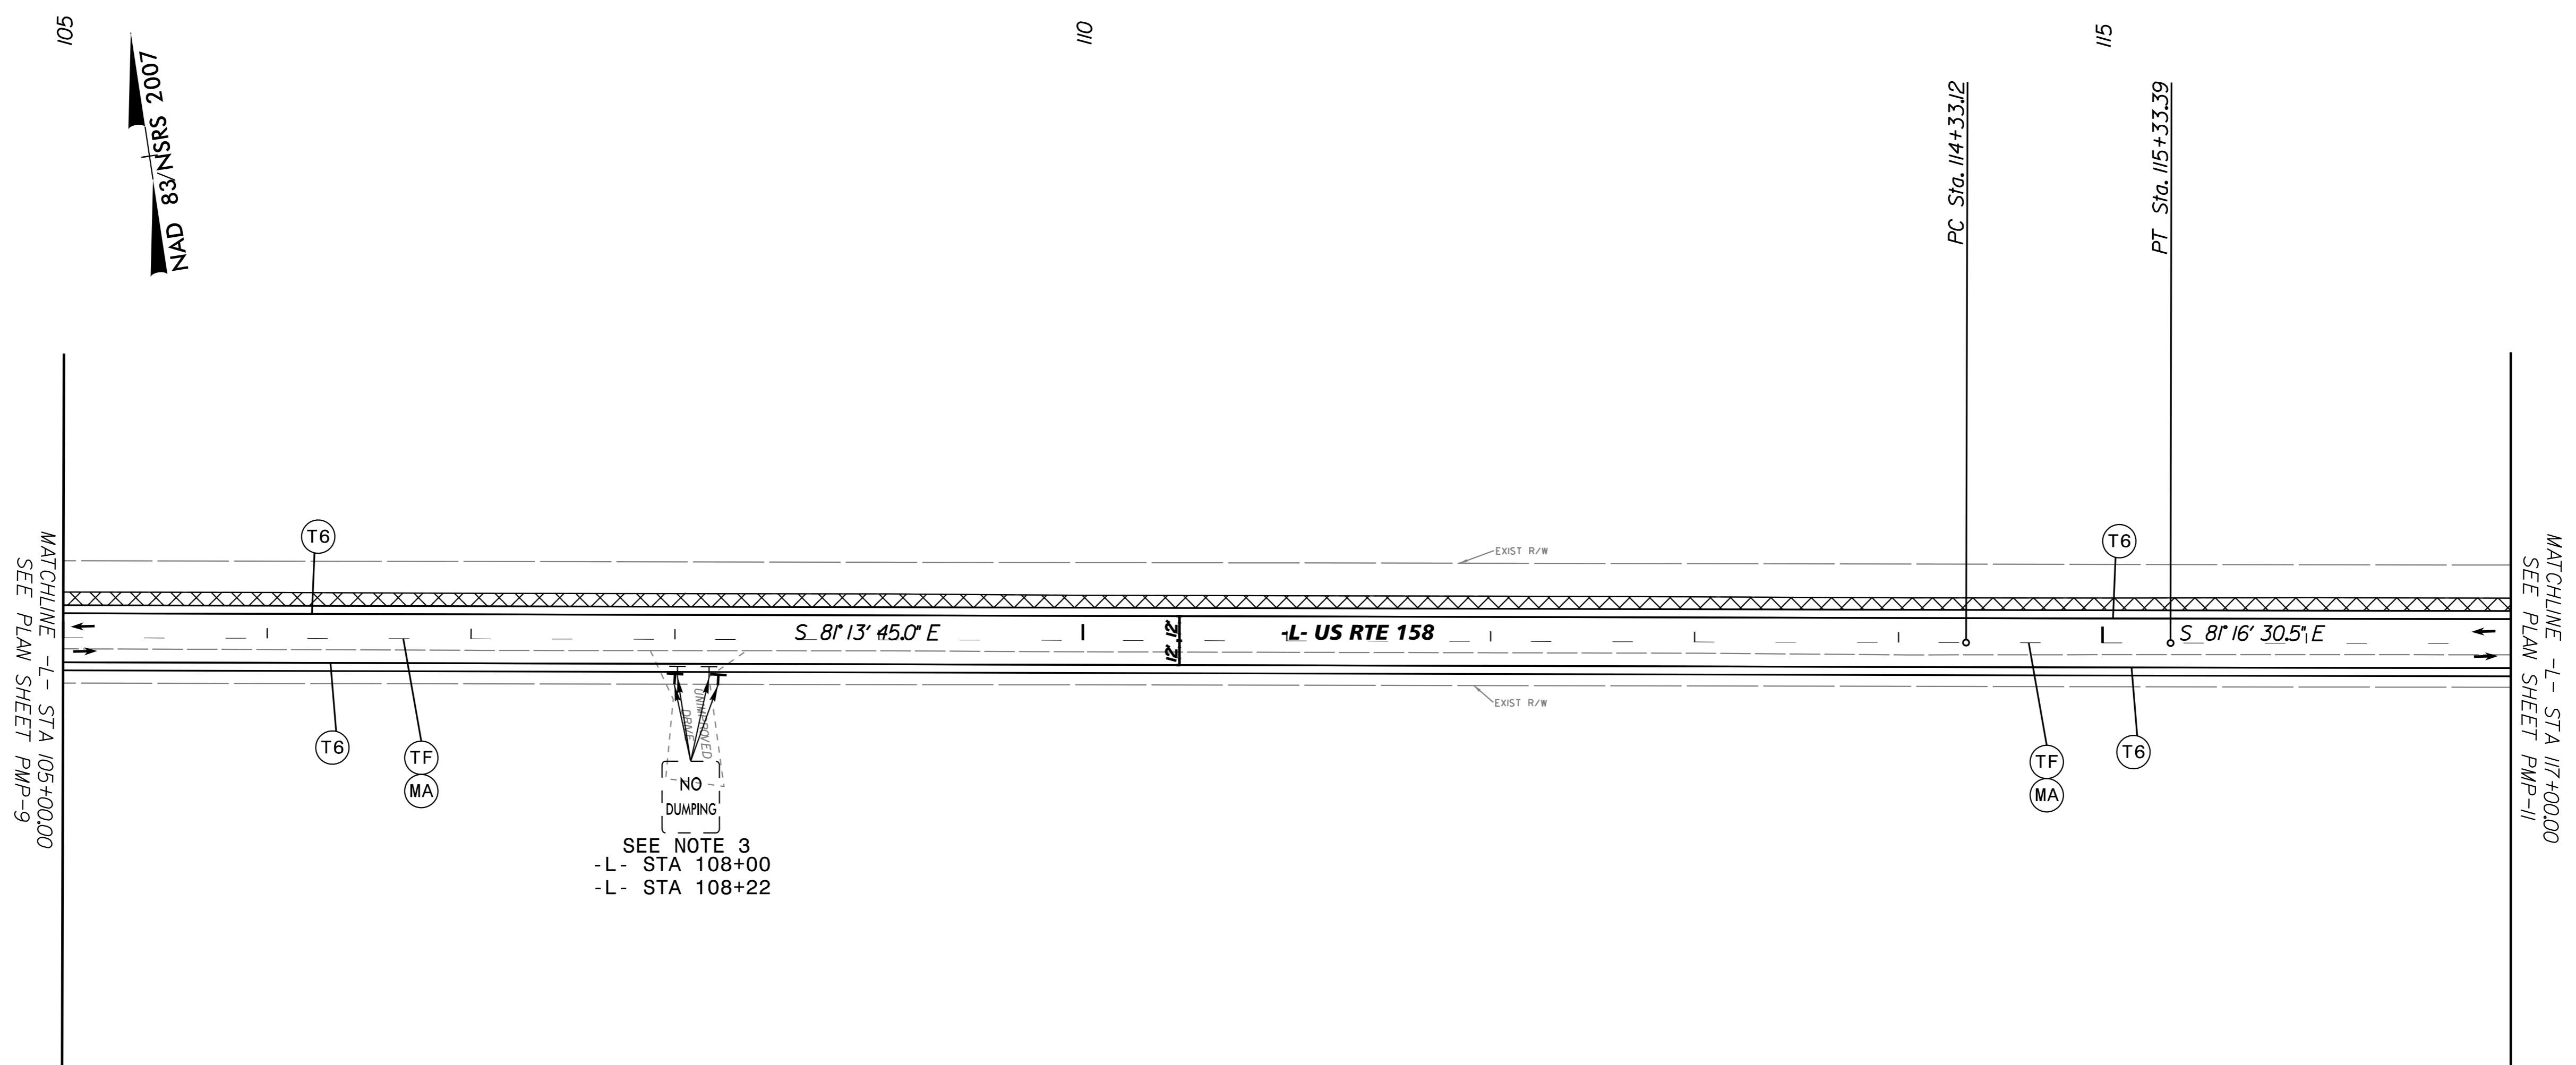 105
110
115
NAD 83/NSRS 2007
PC Sta. 114+33.12
PT Sta. 115+33.39
MATCHLINE -L- STA 105+00.00
SEE PLAN SHEET PMP-9
MATCHLINE -L- STA 117+00.00
SEE PLAN SHEET PMP-11
T6
T6
EXIST R/W
S 81° 13' 45.0" E
12' 12'
-L- US RTE 158
S 81° 16' 30.5" E
EXIST R/W
UNIMPROVED
DRIVE
T6
TF
MA
T6
TF
MA
NO
DUMPING
SEE NOTE 3
-L- STA 108+00
-L- STA 108+22